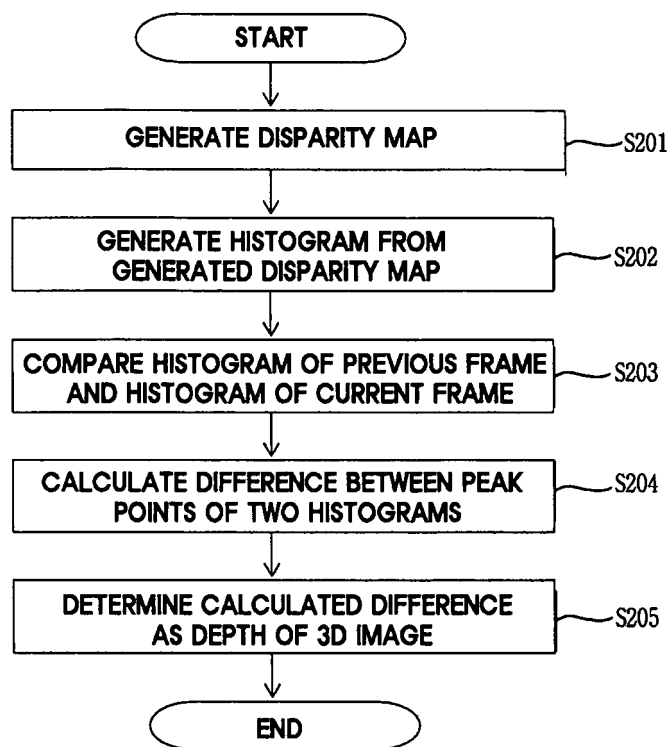 START
GENERATE DISPARITY MAP
S201
GENERATE HISTOGRAM FROM
GENERATED DISPARITY MAP
S202
COMPARE HISTOGRAM OF PREVIOUS FRAME
AND HISTOGRAM OF CURRENT FRAME
S203
CALCULATE DIFFERENCE BETWEEN PEAK
POINTS OF TWO HISTOGRAMS
S204
DETERMINE CALCULATED DIFFERENCE
AS DEPTH OF 3D IMAGE
S205
END